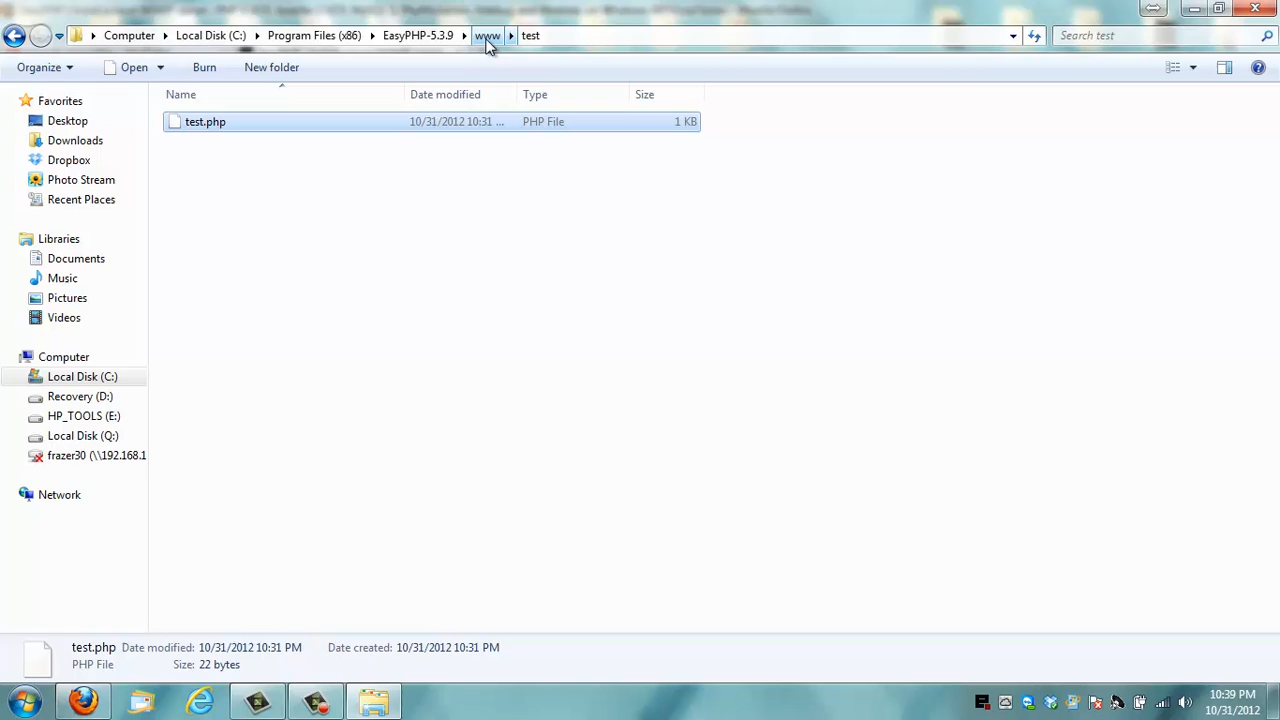 Computer Local Disk (C:) Program Files (x86) EasyPHP-5.3.9 www test
Search test
Organize Open Burn New folder
Name Date modified Type Size
test.php 10/31/2012 10:31 ... PHP File 1 KB
Favorites
Desktop
Downloads
Dropbox
Photo Stream
Recent Places
Libraries
Documents
Music
Pictures
Videos
Computer
Local Disk (C:)
Recovery (D:)
HP_TOOLS (E:)
Local Disk (Q:)
frazer30 (\\192.168.1
Network
test.php Date modified: 10/31/2012 10:31 PM Date created: 10/31/2012 10:31 PM
PHP File Size: 22 bytes
10:39 PM
10/31/2012